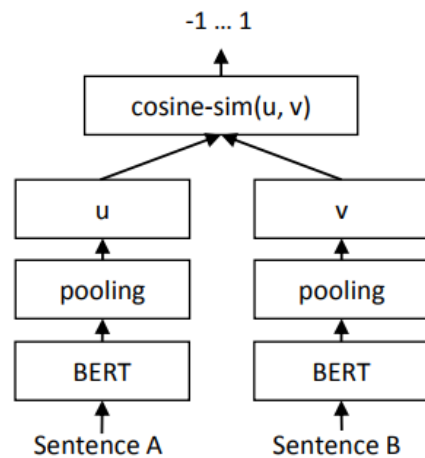 -1 … 1
cosine-sim(u, v)
u v
pooling pooling
BERT BERT
Sentence A Sentence B